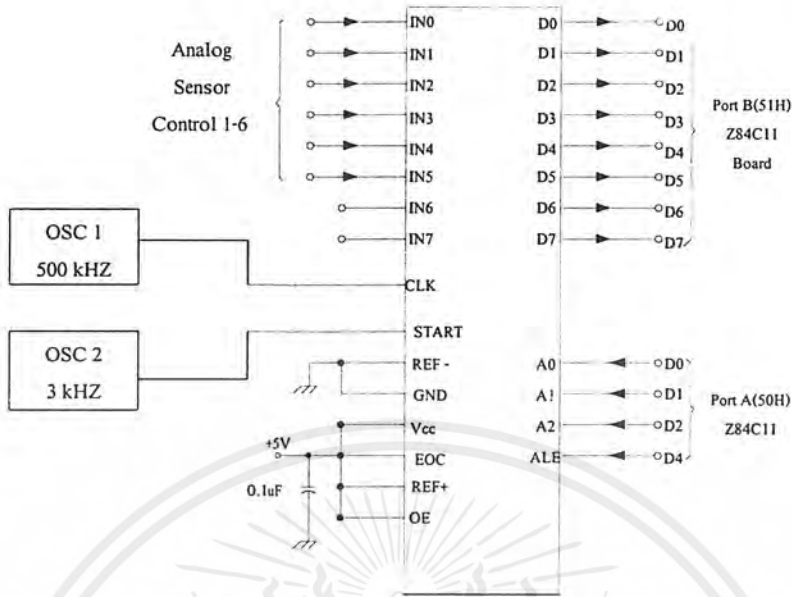 Analog
Sensor
Control 1-6
IN0
IN1
IN2
IN3
IN4
IN5
IN6
IN7
OSC 1
500 kHZ
CLK
OSC 2
3 kHZ
START
REF -
GND
Vcc
+5V
EOC
0.1uF
REF+
OE
D0
D1
D2
D3
D4
D5
D6
D7
D0
D1
D2
D3
D4
D5
D6
D7
Port B(51H)
Z84C11
Board
A0
A1
A2
ALE
D0
D1
D2
D4
Port A(50H)
Z84C11